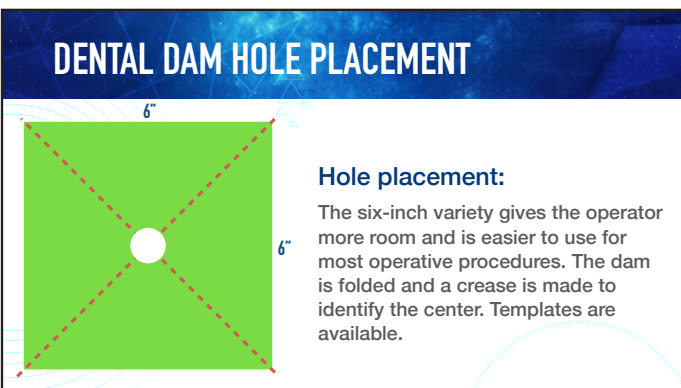 DENTAL DAM HOLE PLACEMENT
6"
6"
Hole placement:
The six-inch variety gives the operator
more room and is easier to use for
most operative procedures. The dam
is folded and a crease is made to
identify the center. Templates are
available.